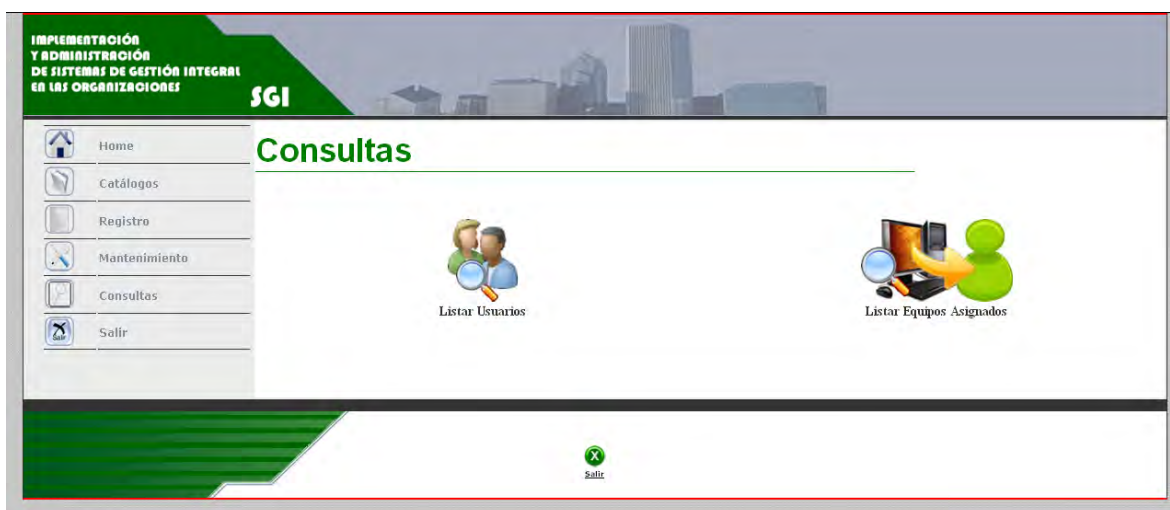 IMPLEMENTACIÓN
Y ADMINISTRACIÓN
DE SISTEMAS DE GESTIÓN INTEGRAL
EN LAS ORGANIZACIONES
SGI
Home
Catálogos
Registro
Mantenimiento
Consultas
Salir
Consultas
Listar Usuarios
Listar Equipos Asignados
Salir